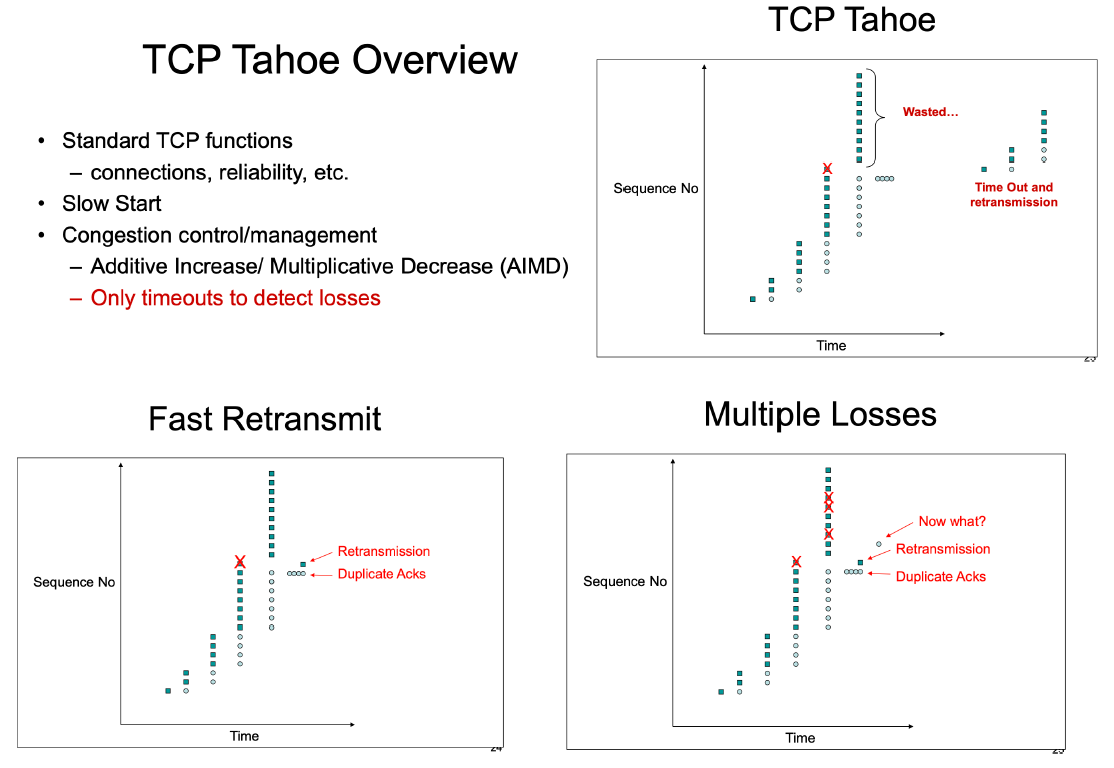 TCP Tahoe Overview
• Standard TCP functions
– connections, reliability, etc.
• Slow Start
• Congestion control/management
– Additive Increase/ Multiplicative Decrease (AIMD)
– Only timeouts to detect losses
TCP Tahoe
Wasted…
X
Sequence No
Time Out and
retransmission
Time
Fast Retransmit
X
Retransmission
Duplicate Acks
Sequence No
Time
24
Multiple Losses
X
X
X
X
Now what?
Retransmission
Duplicate Acks
Sequence No
Time